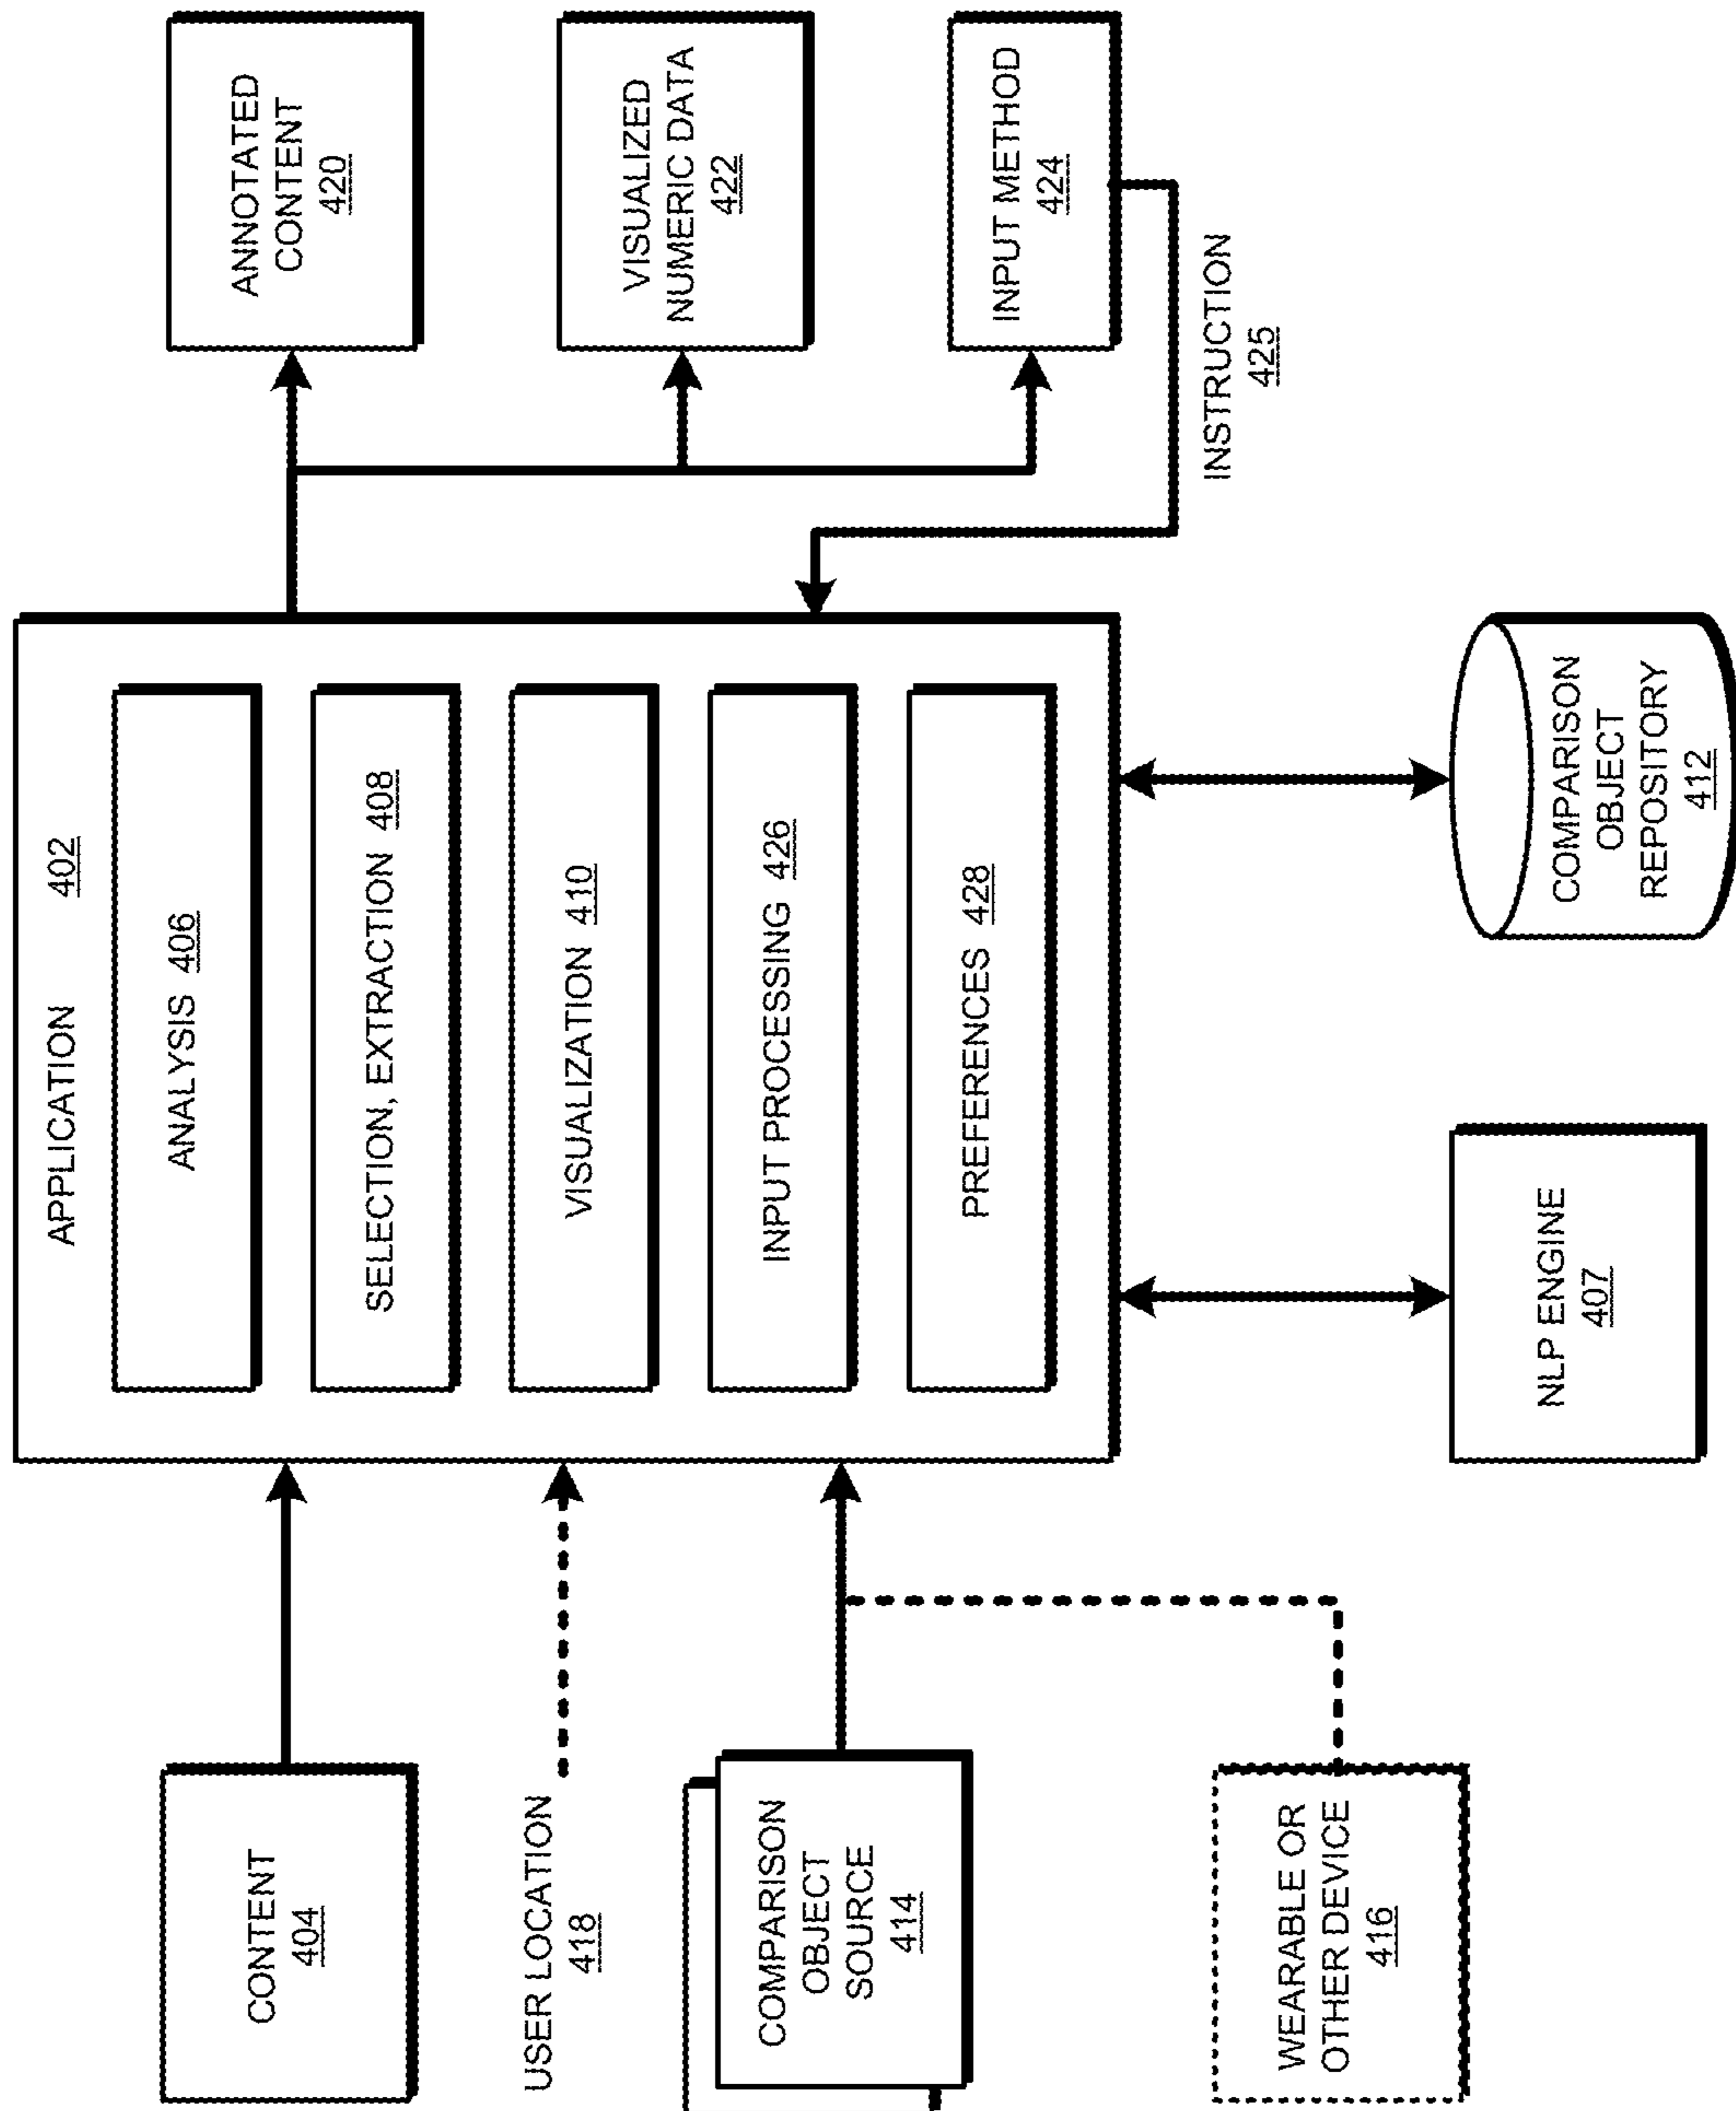 CONTENT
404
USER LOCATION
418
COMPARISON
OBJECT
SOURCE
414
WEARABLE OR
OTHER DEVICE
416
APPLICATION 402
ANALYSIS 406
SELECTION, EXTRACTION 408
VISUALIZATION 410
INPUT PROCESSING 426
PREFERENCES 428
NLP ENGINE
407
COMPARISON
OBJECT
REPOSITORY
412
ANNOTATED
CONTENT
420
VISUALIZED
NUMERIC DATA
422
INPUT METHOD
424
INSTRUCTION
425